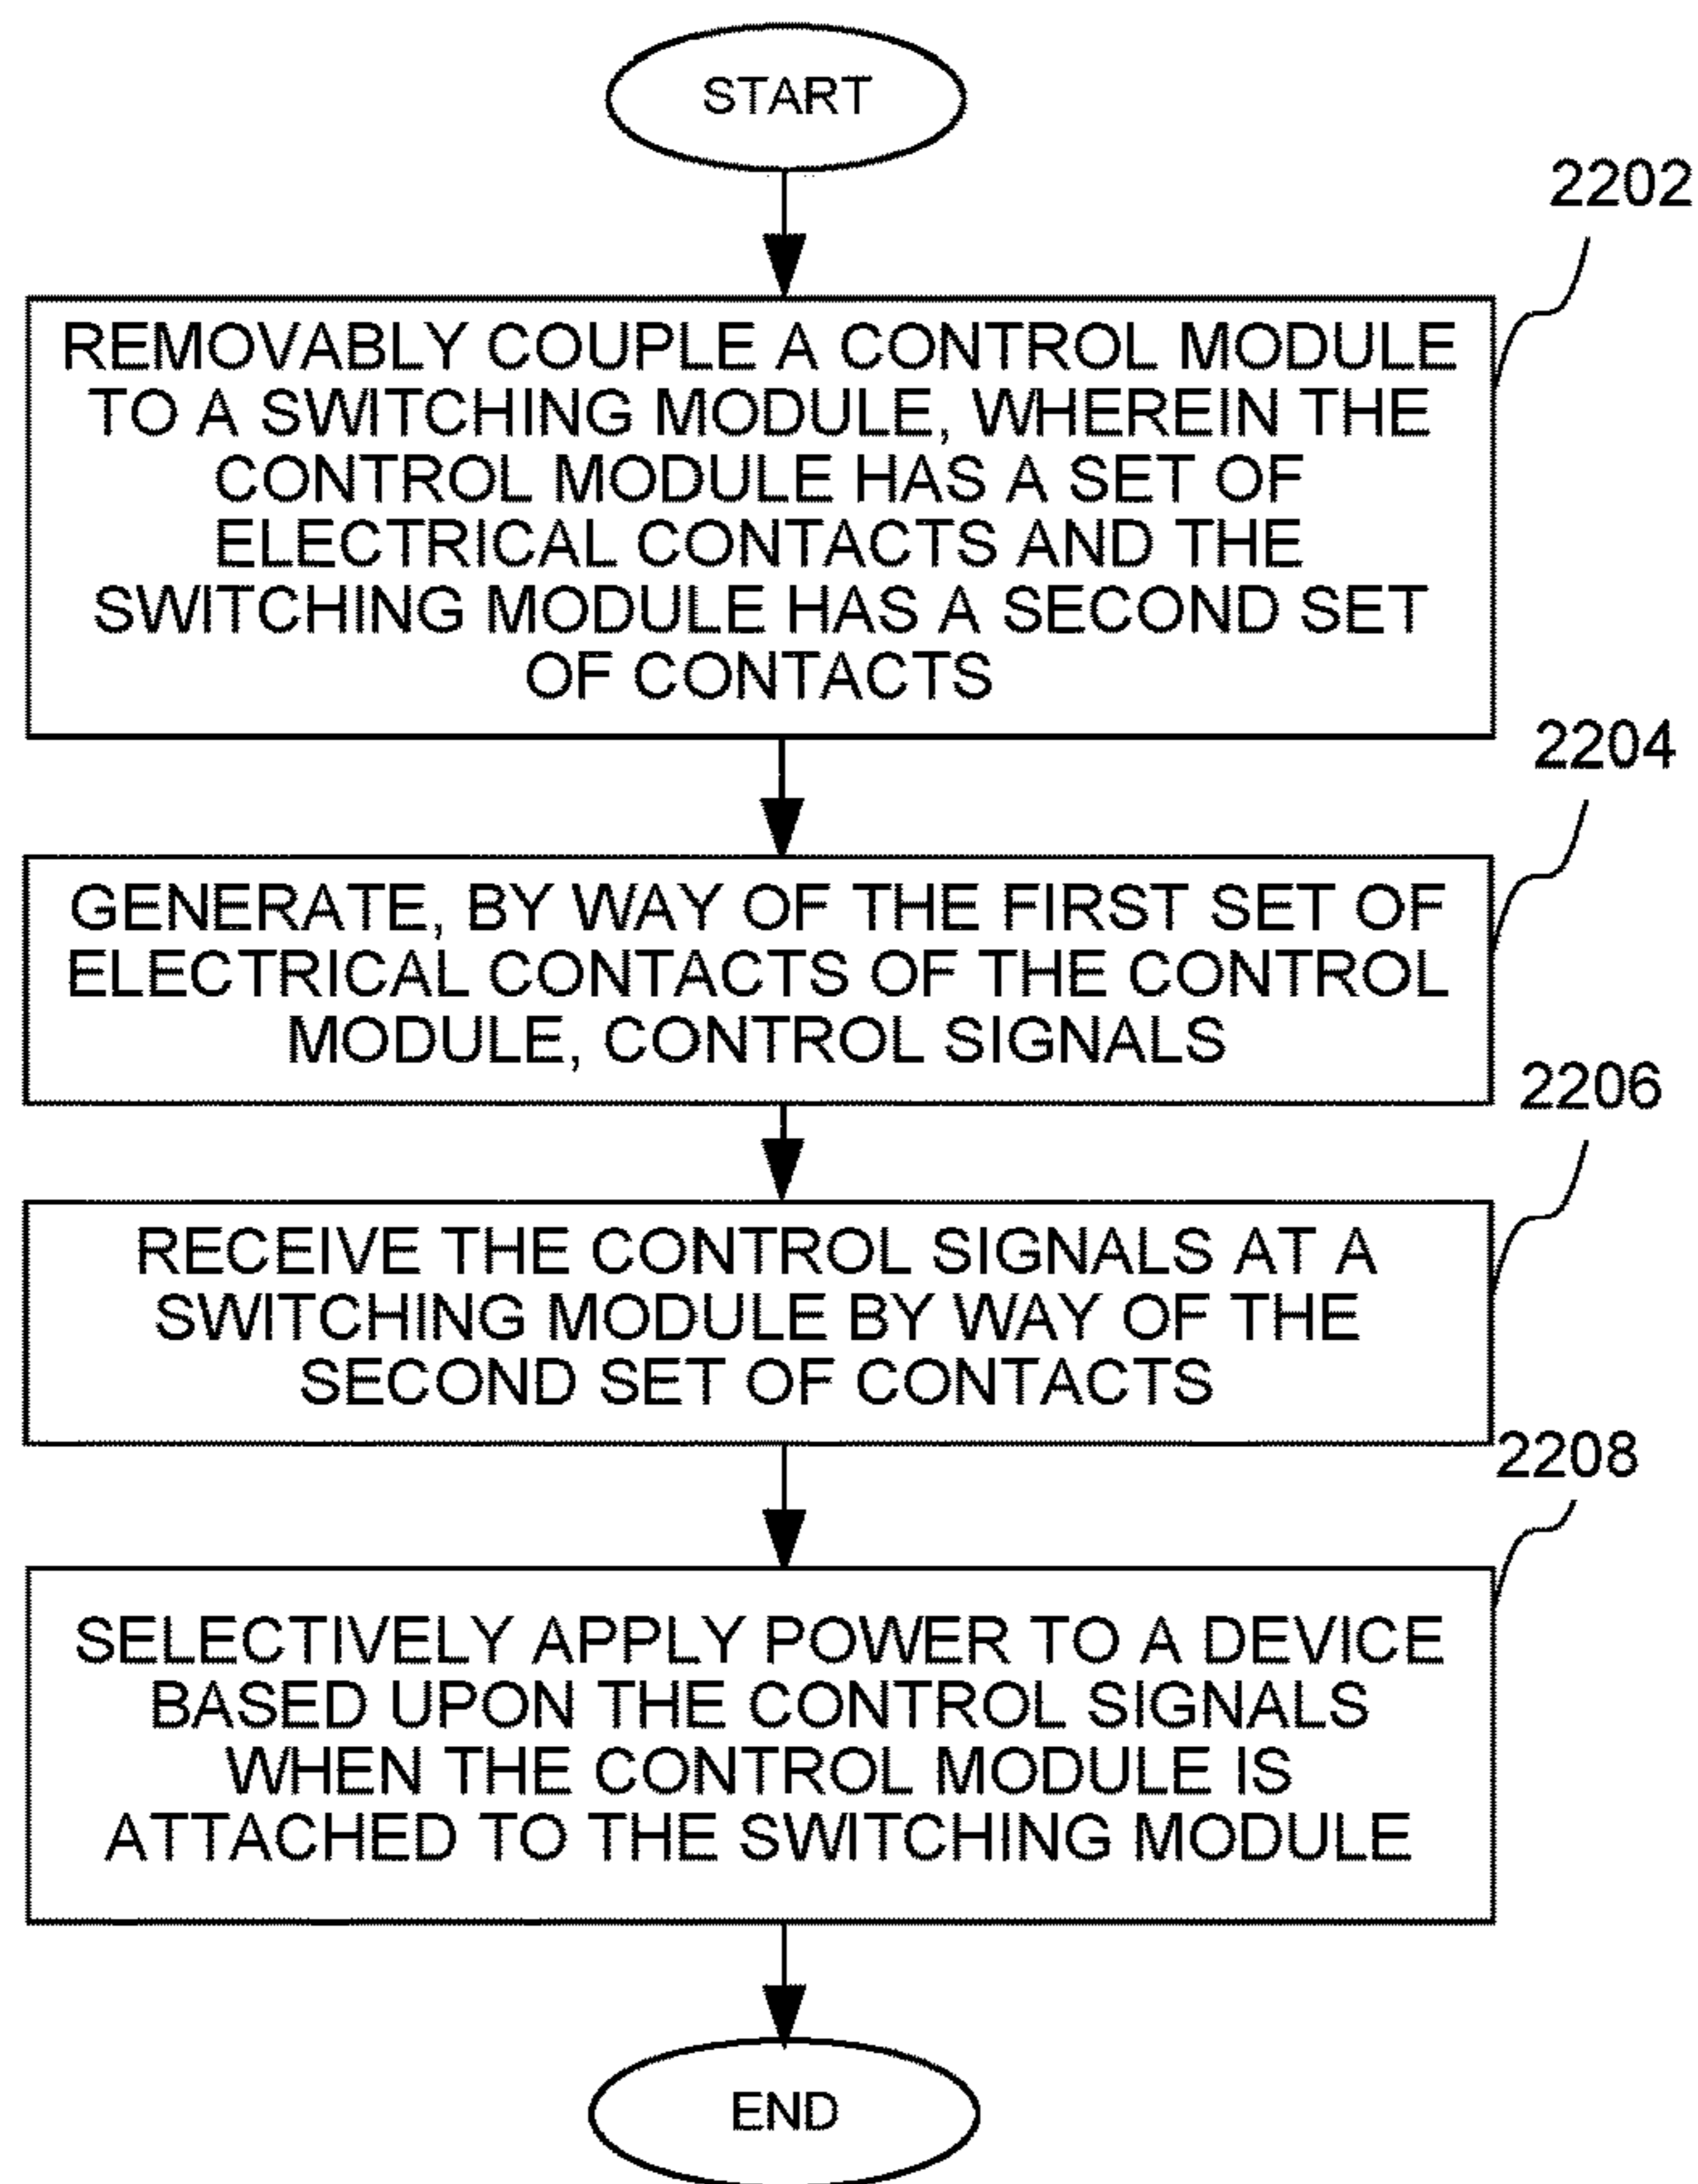 START
2202
REMOVABLY COUPLE A CONTROL MODULE
TO A SWITCHING MODULE, WHEREIN THE
CONTROL MODULE HAS A SET OF
ELECTRICAL CONTACTS AND THE
SWITCHING MODULE HAS A SECOND SET
OF CONTACTS
2204
GENERATE, BY WAY OF THE FIRST SET OF
ELECTRICAL CONTACTS OF THE CONTROL
MODULE, CONTROL SIGNALS
2206
RECEIVE THE CONTROL SIGNALS AT A
SWITCHING MODULE BY WAY OF THE
SECOND SET OF CONTACTS
2208
SELECTIVELY APPLY POWER TO A DEVICE
BASED UPON THE CONTROL SIGNALS
WHEN THE CONTROL MODULE IS
ATTACHED TO THE SWITCHING MODULE
END